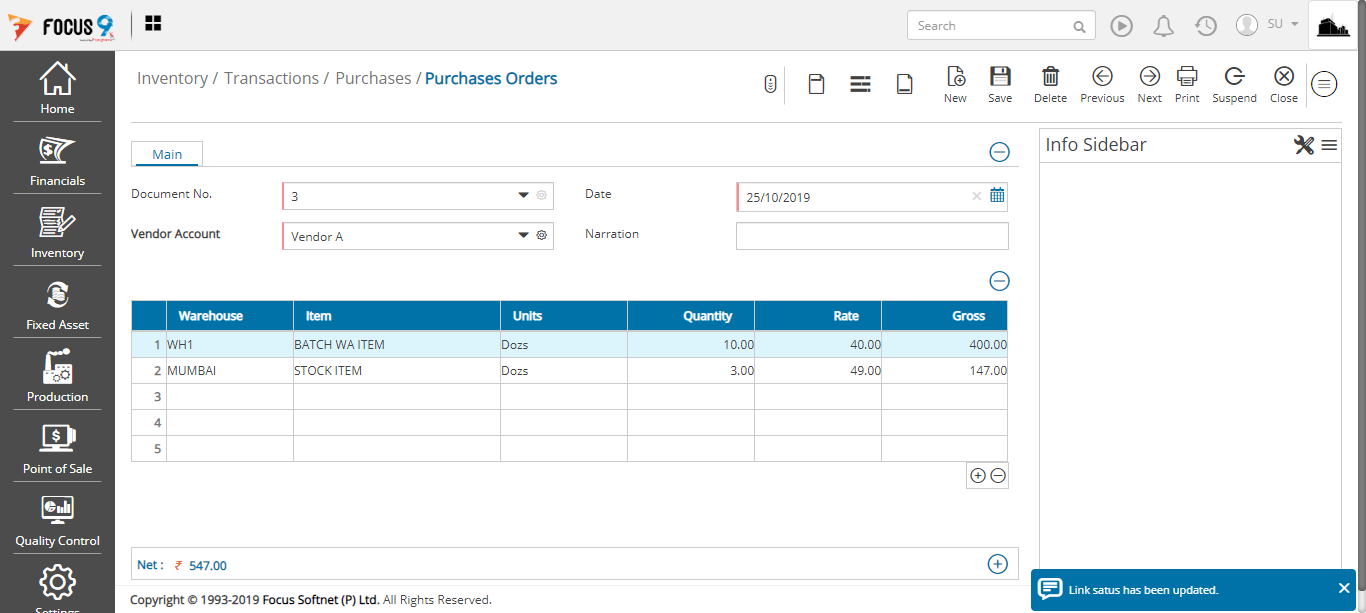 FOCUS 9
Search
SU
Home
Financials
Inventory
Fixed Asset
Production
Point of Sale
Quality Control
Settings
Inventory / Transactions / Purchases / Purchases Orders
New Save Delete Previous Next Print Suspend Close
Main
Info Sidebar
Document No. 3 Date 25/10/2019
Vendor Account Vendor A Narration
Warehouse Item Units Quantity Rate Gross
1 WH1 BATCH WA ITEM Dozs 10.00 40.00 400.00
2 MUMBAI STOCK ITEM Dozs 3.00 49.00 147.00
3
4
5
Net : ₹ 547.00
Link satus has been updated.
Copyright © 1993-2019 Focus Softnet (P) Ltd. All Rights Reserved.